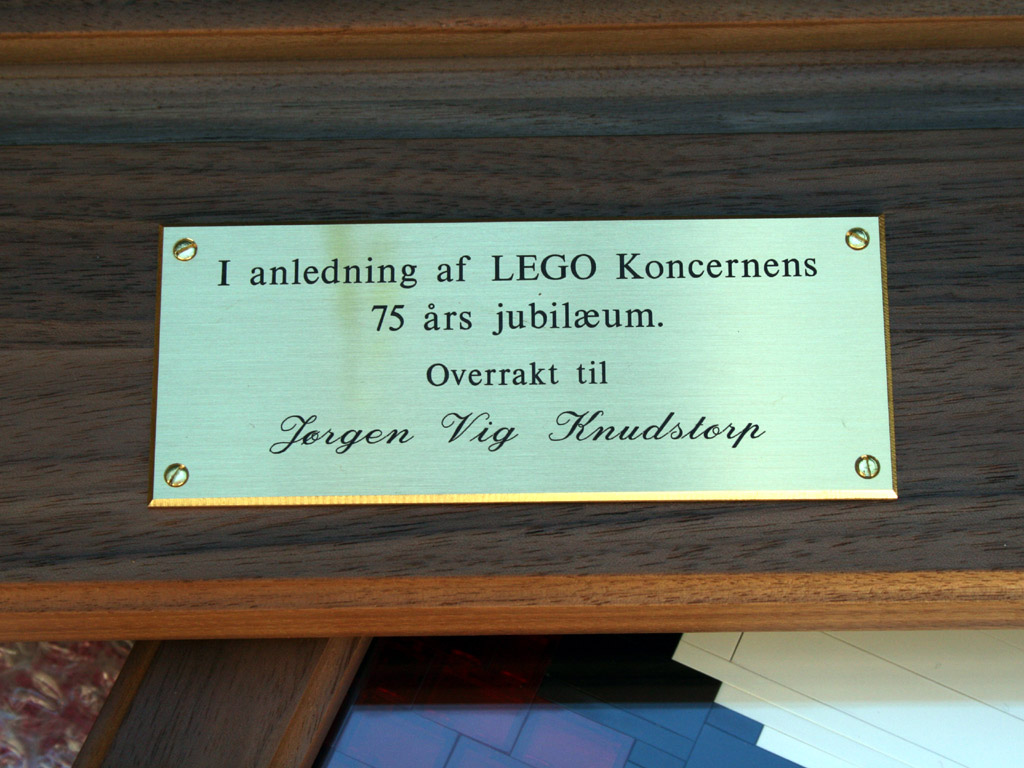 I anledning af LEGO Koncernens
75 års jubilæum.
Overrakt til
Jørgen Vig Knudstorp